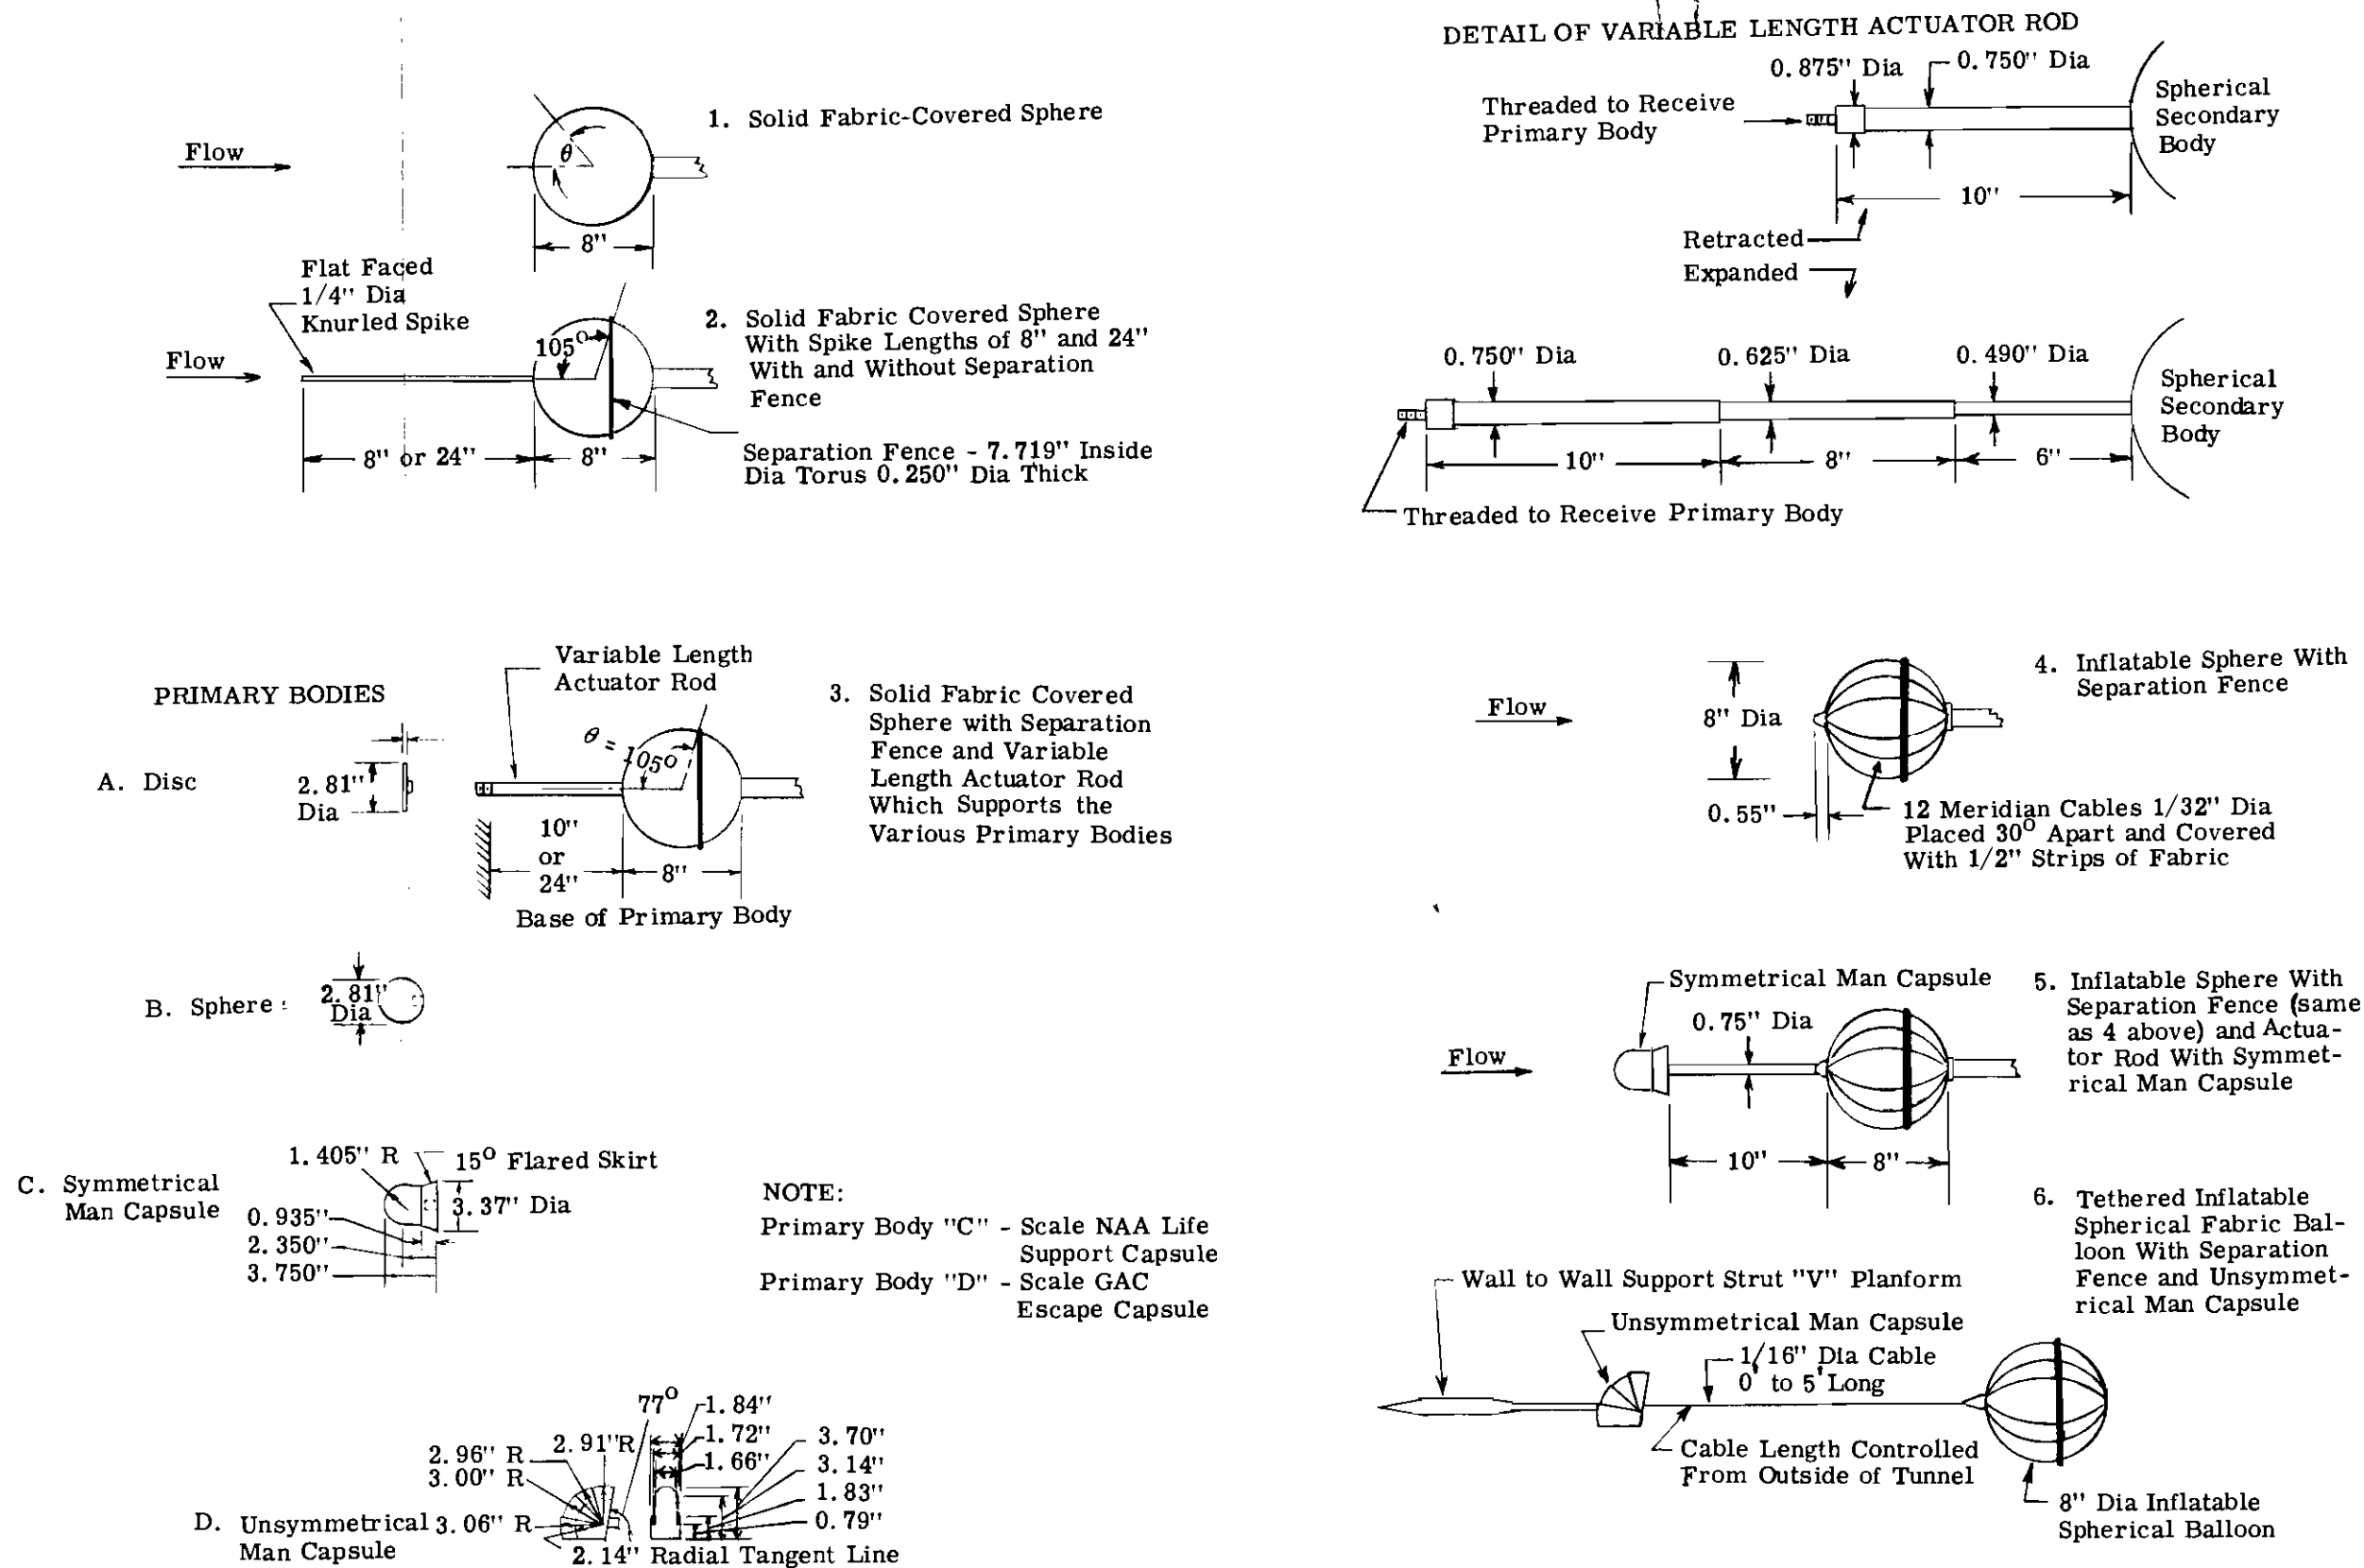 Flow
θ
1. Solid Fabric-Covered Sphere
8"
Flat Faced
1/4" Dia
Knurled Spike
Flow
105°
2. Solid Fabric Covered Sphere
With Spike Lengths of 8" and 24"
With and Without Separation
Fence
8" or 24"
8"
Separation Fence - 7.719" Inside
Dia Torus 0.250" Dia Thick
PRIMARY BODIES
Variable Length
Actuator Rod
A. Disc
2.81"
Dia
θ = 105°
10"
or
24"
8"
Base of Primary Body
3. Solid Fabric Covered
Sphere with Separation
Fence and Variable
Length Actuator Rod
Which Supports the
Various Primary Bodies
B. Sphere
2.81"
Dia
C. Symmetrical
Man Capsule
1.405" R
15° Flared Skirt
3.37" Dia
0.935"
2.350"
3.750"
NOTE:
Primary Body "C" - Scale NAA Life
Support Capsule
Primary Body "D" - Scale GAC
Escape Capsule
D. Unsymmetrical
Man Capsule
77°
2.96" R
2.91"R
3.00" R
3.06" R
1.84"
1.72"
1.66"
3.70"
3.14"
1.83"
0.79"
2.14" Radial Tangent Line
DETAIL OF VARIABLE LENGTH ACTUATOR ROD
0.875" Dia
0.750" Dia
Threaded to Receive
Primary Body
Spherical
Secondary
Body
10"
Retracted
Expanded
0.750" Dia
0.625" Dia
0.490" Dia
Spherical
Secondary
Body
10"
8"
6"
Threaded to Receive Primary Body
Flow
8" Dia
0.55"
4. Inflatable Sphere With
Separation Fence
12 Meridian Cables 1/32" Dia
Placed 30° Apart and Covered
With 1/2" Strips of Fabric
Symmetrical Man Capsule
0.75" Dia
Flow
10"
8"
5. Inflatable Sphere With
Separation Fence (same
as 4 above) and Actua-
tor Rod With Symmet-
rical Man Capsule
6. Tethered Inflatable
Spherical Fabric Bal-
loon With Separation
Fence and Unsymmet-
rical Man Capsule
Wall to Wall Support Strut "V" Planform
Unsymmetrical Man Capsule
1/16" Dia Cable
0' to 5' Long
Cable Length Controlled
From Outside of Tunnel
8" Dia Inflatable
Spherical Balloon